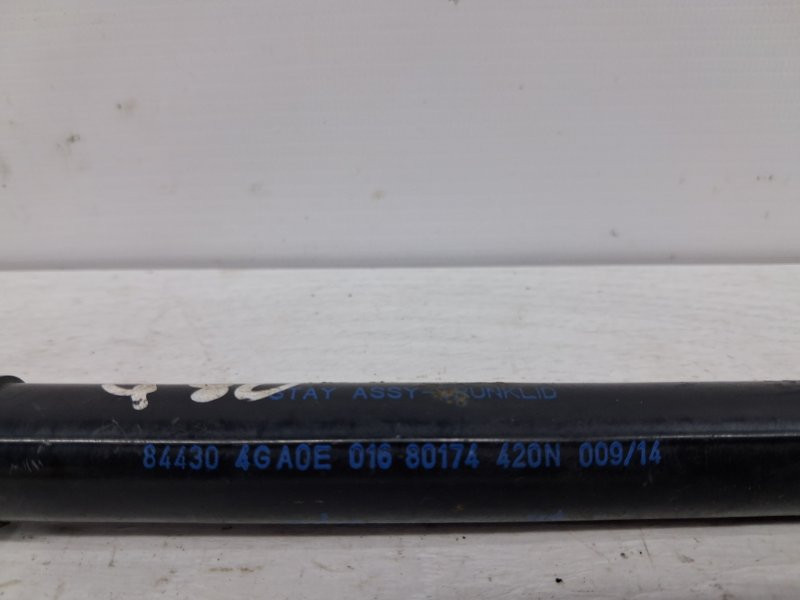 STAY ASSY-TRUNKLID
84430 4GA0E 016 80174 420N 009/14